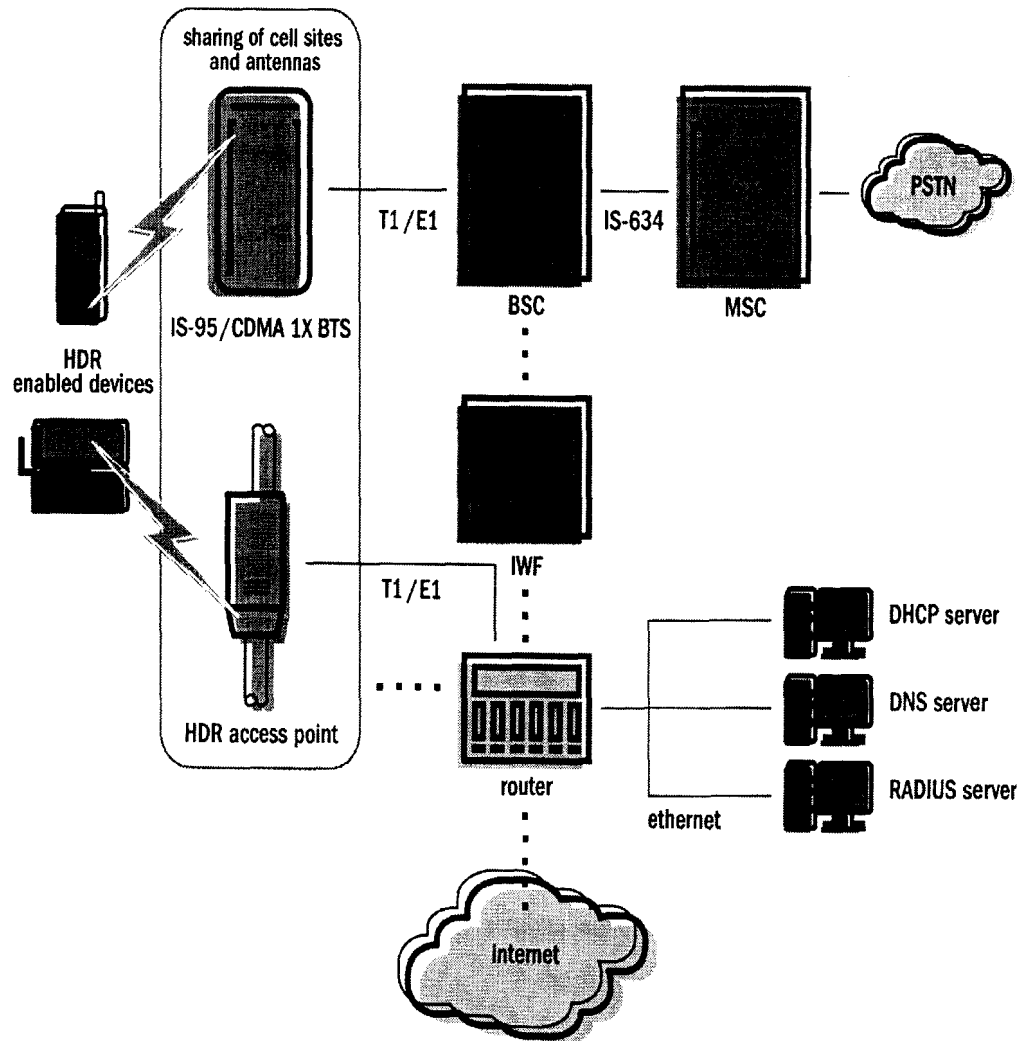 sharing of cell sites
and antennas
PSTN
T1/E1
IS-634
IS-95/CDMA 1X BTS
BSC
MSC
HDR
enabled devices
IWF
T1/E1
DHCP server
DNS server
HDR access point
router
RADIUS server
ethernet
Internet